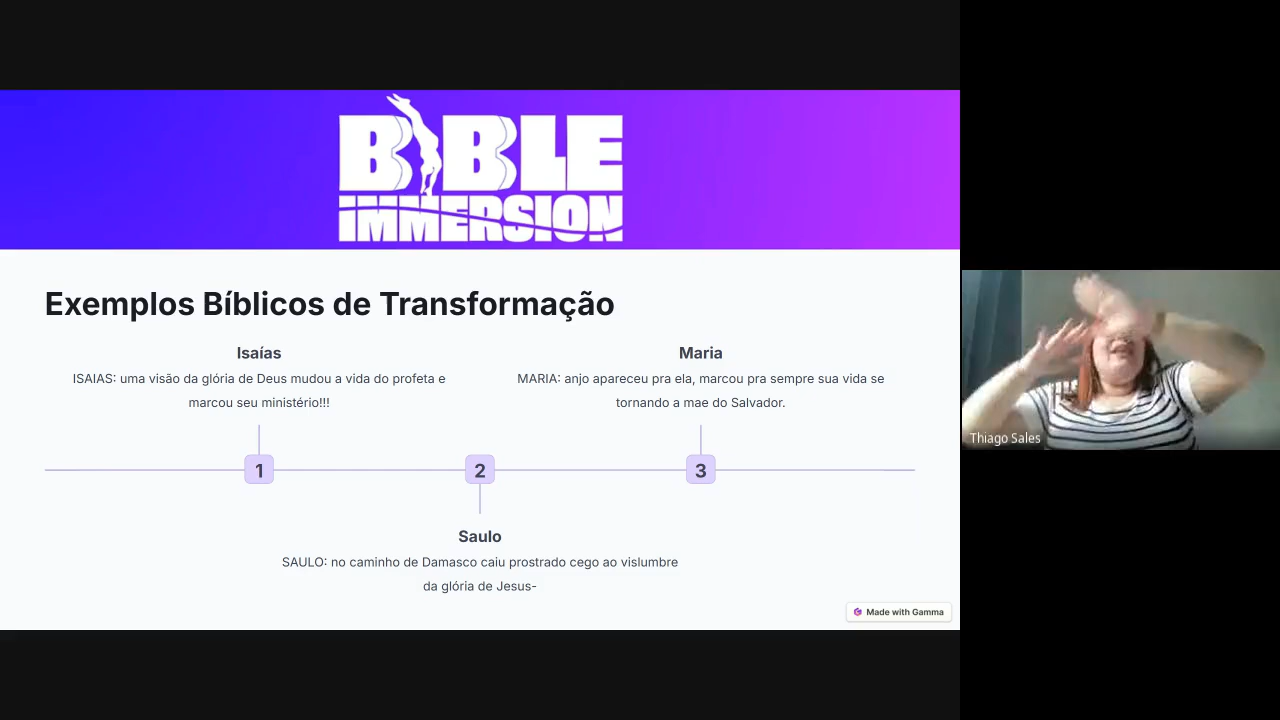 BIBLE
IMMERSION
Exemplos Bíblicos de Transformação
Isaías
ISAIAS: uma visão da glória de Deus mudou a vida do profeta e
marcou seu ministério!!!
Maria
MARIA: anjo apareceu pra ela, marcou pra sempre sua vida se
tornando a mae do Salvador.
1
2
3
Saulo
SAULO: no caminho de Damasco caiu prostrado cego ao vislumbre
da glória de Jesus-
Made with Gamma
Thiago Sales